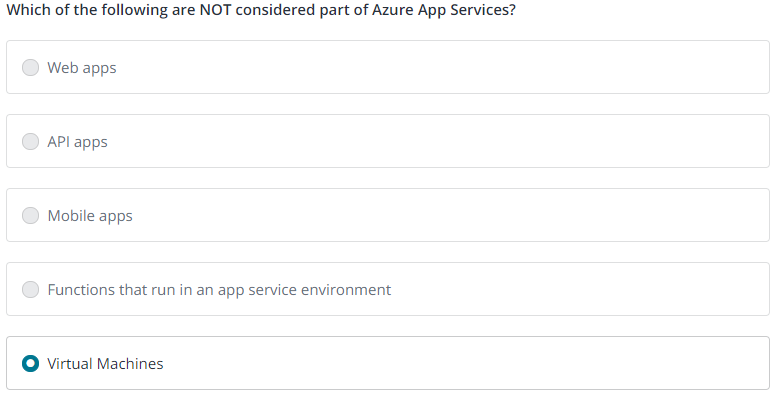 Which of the following are NOT considered part of Azure App Services?
Web apps
API apps
Mobile apps
Functions that run in an app service environment
Virtual Machines